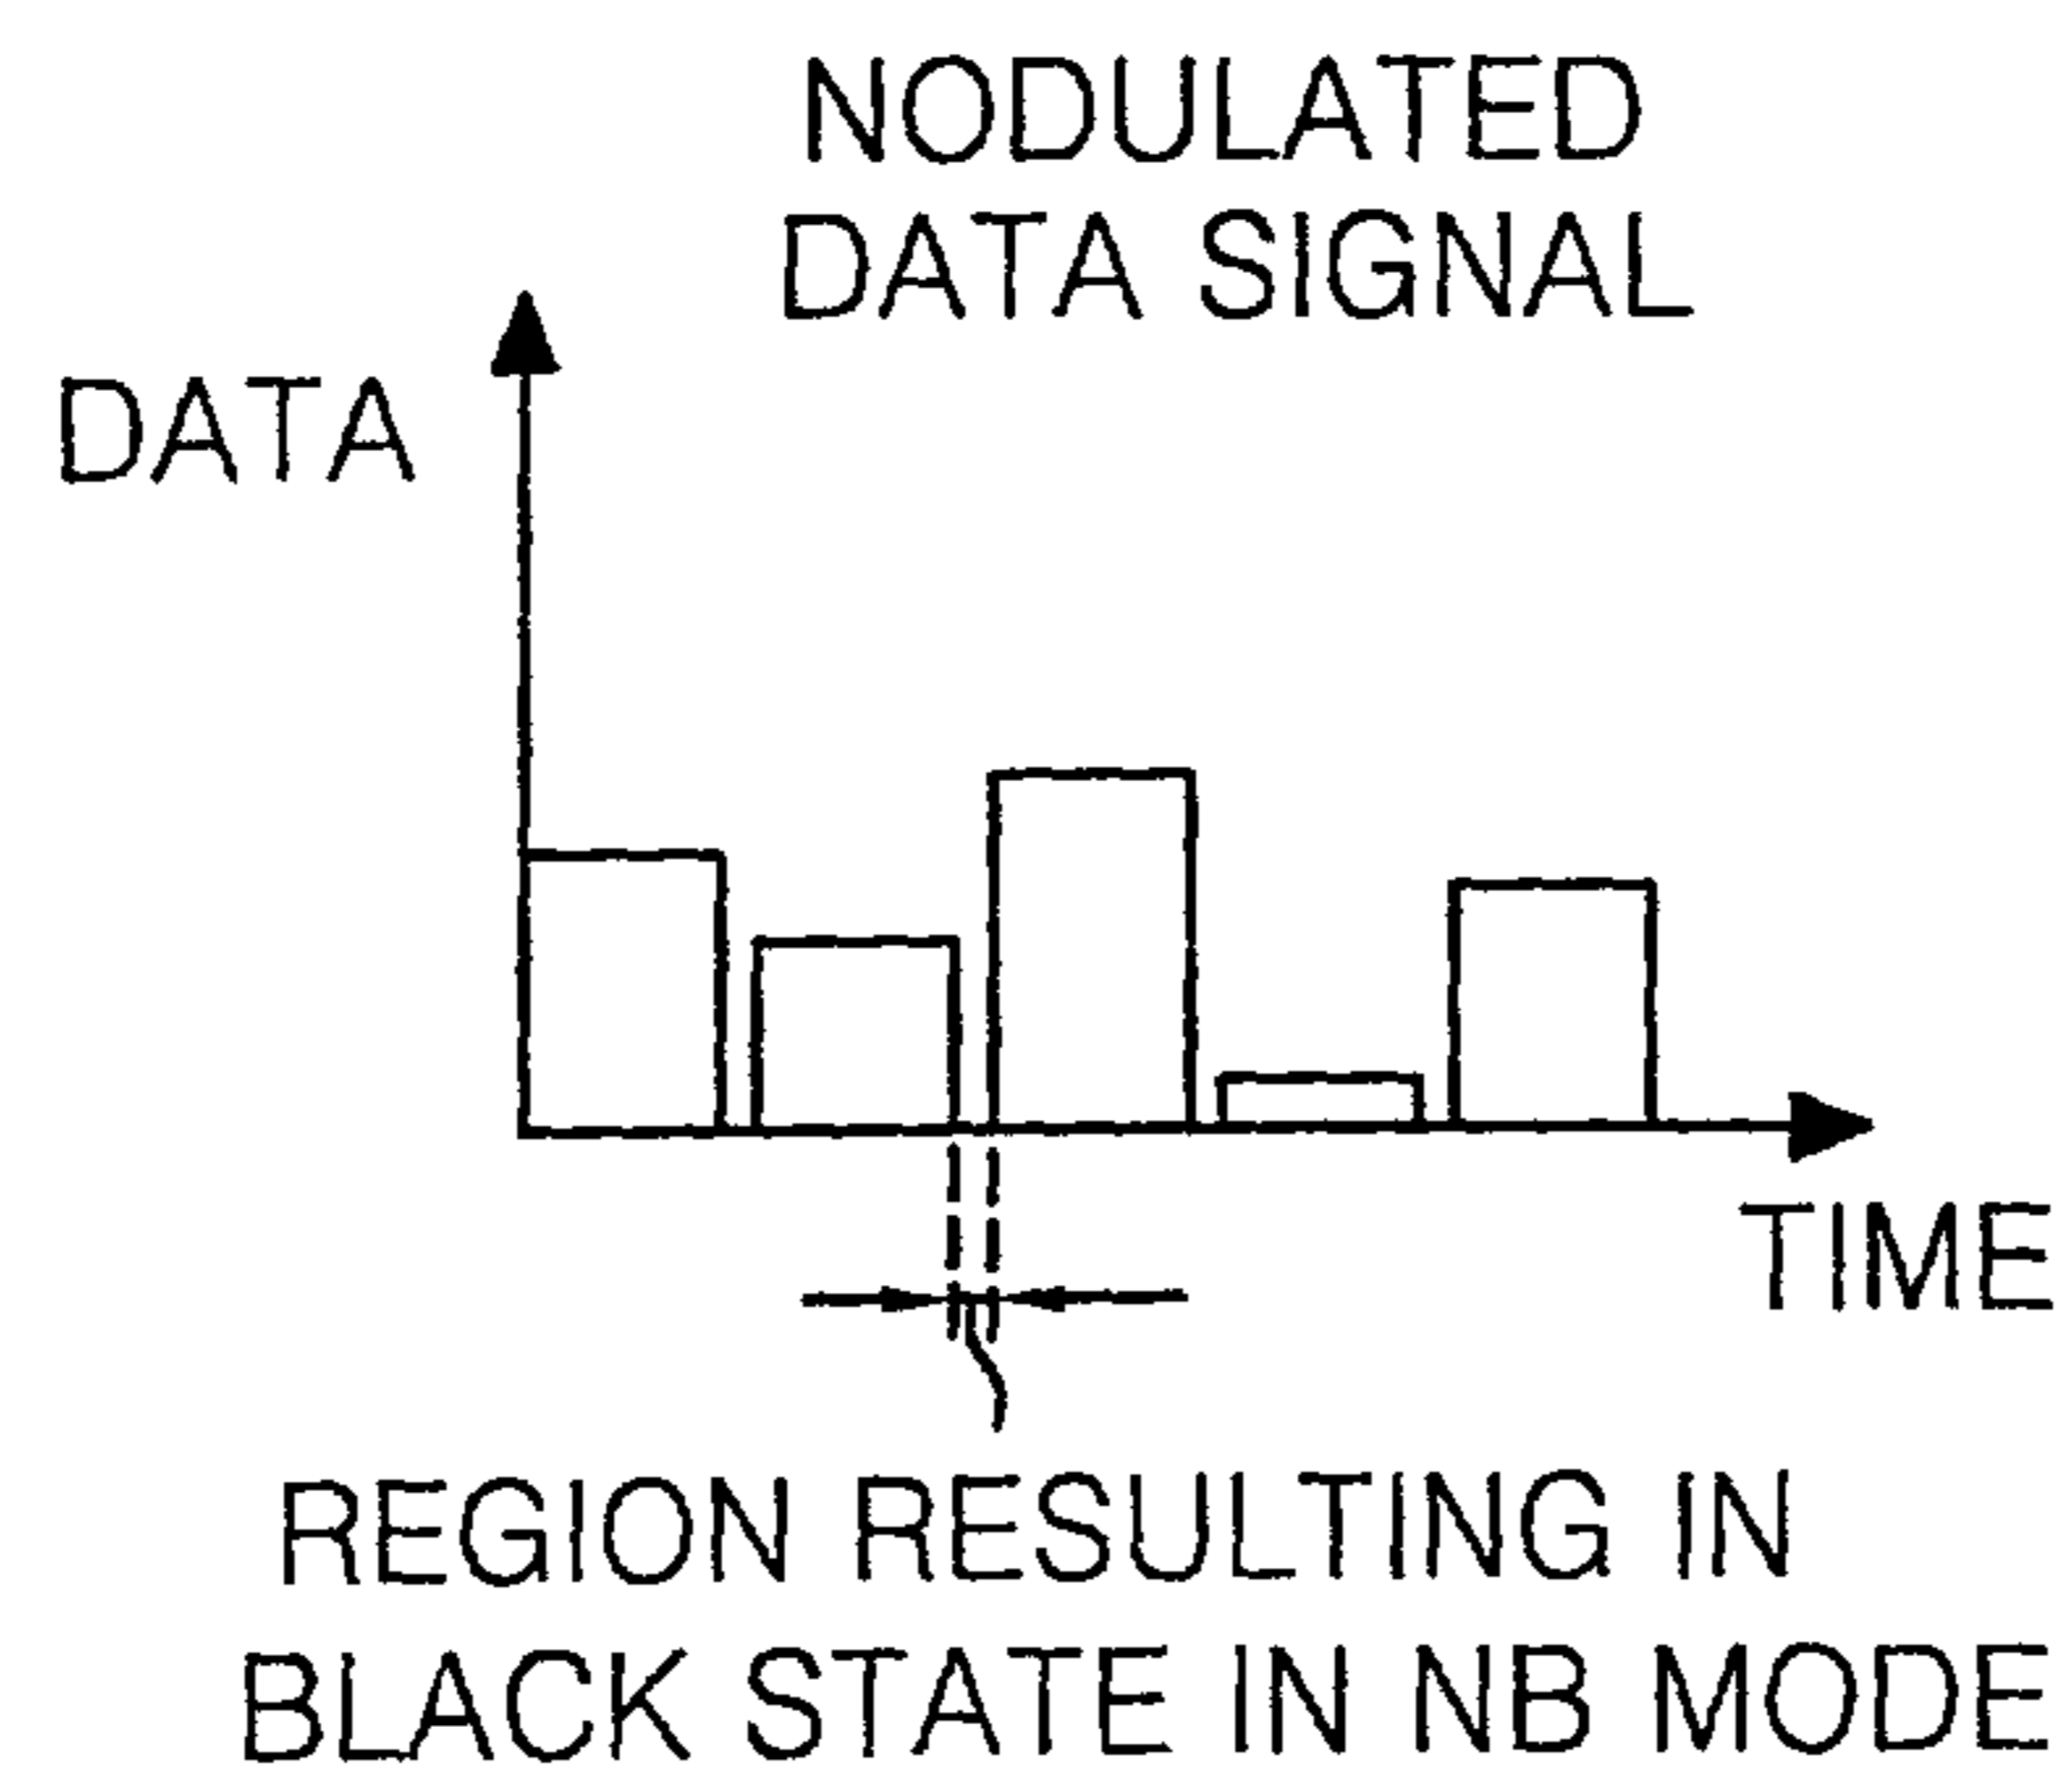 NODULATED
DATA SIGNAL
DATA
TIME
REGION RESULTING IN
BLACK STATE IN NB MODE